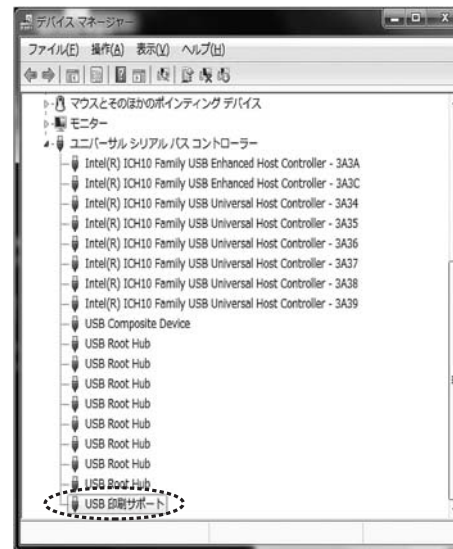 デバイス マネージャー
ファイル(F) 操作(A) 表示(V) ヘルプ(H)
マウスとそのほかのポインティング デバイス
モニター
ユニバーサル シリアル バス コントローラー
Intel(R) ICH10 Family USB Enhanced Host Controller - 3A3A
Intel(R) ICH10 Family USB Enhanced Host Controller - 3A3C
Intel(R) ICH10 Family USB Universal Host Controller - 3A34
Intel(R) ICH10 Family USB Universal Host Controller - 3A35
Intel(R) ICH10 Family USB Universal Host Controller - 3A36
Intel(R) ICH10 Family USB Universal Host Controller - 3A37
Intel(R) ICH10 Family USB Universal Host Controller - 3A38
Intel(R) ICH10 Family USB Universal Host Controller - 3A39
USB Composite Device
USB Root Hub
USB Root Hub
USB Root Hub
USB Root Hub
USB Root Hub
USB Root Hub
USB Root Hub
USB Root Hub
USB 印刷サポート